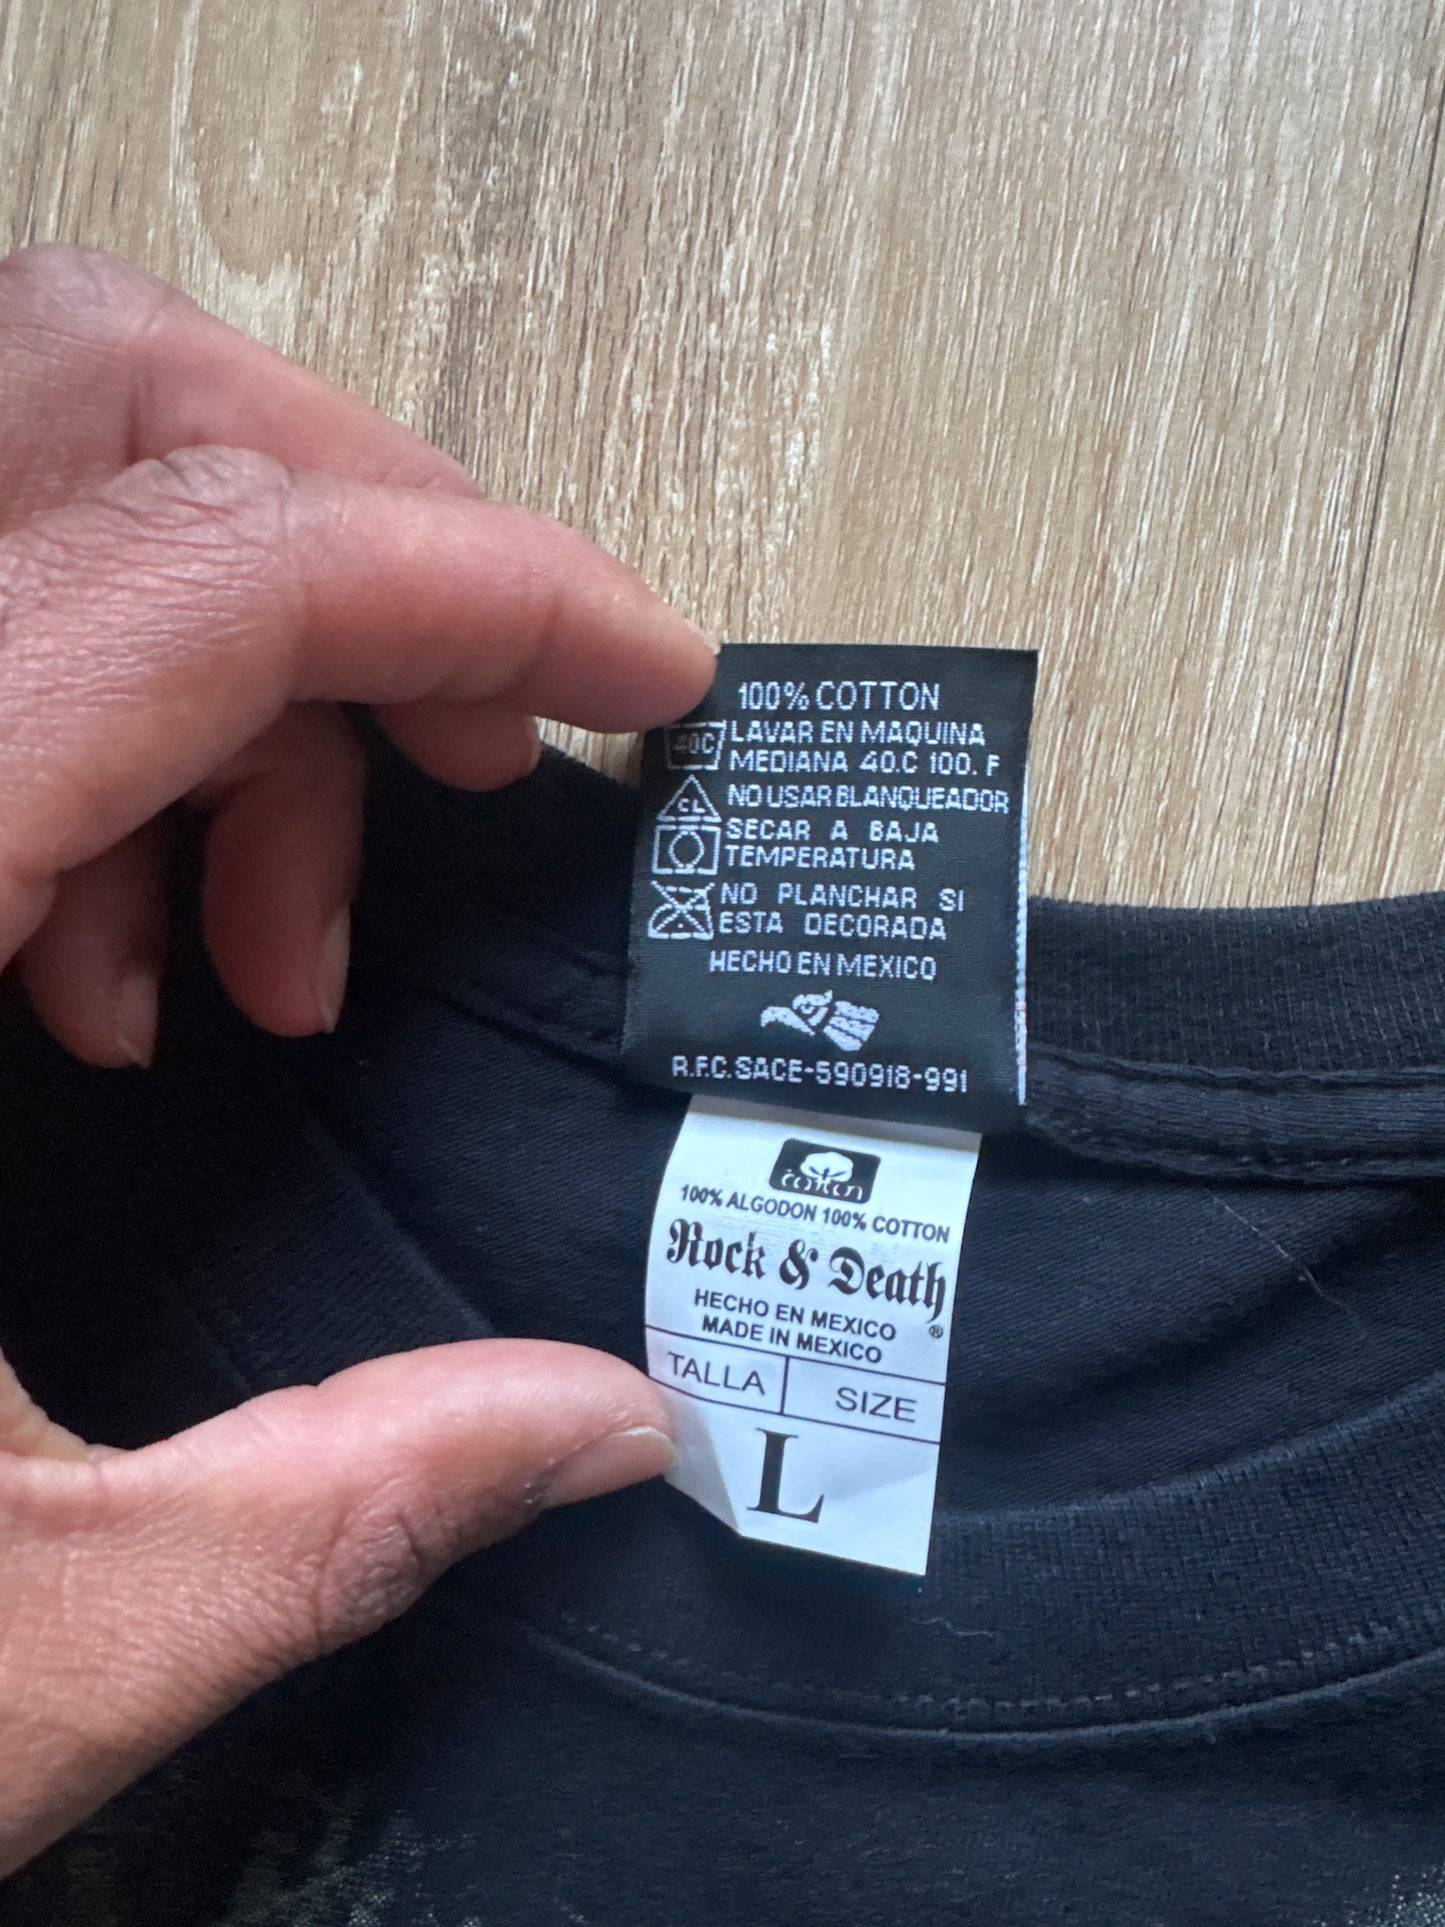 100% COTTON
40C
LAVAR EN MAQUINA
MEDIANA 40.C 100. F
CL
NO USAR BLANQUEADOR
SECAR A BAJA
TEMPERATURA
NO PLANCHAR SI
ESTA DECORADA
HECHO EN MEXICO
R.F.C. SACE-590918-991
cotton
100% ALGODON 100% COTTON
Rock & Death
®
HECHO EN MEXICO
MADE IN MEXICO
TALLA SIZE
L